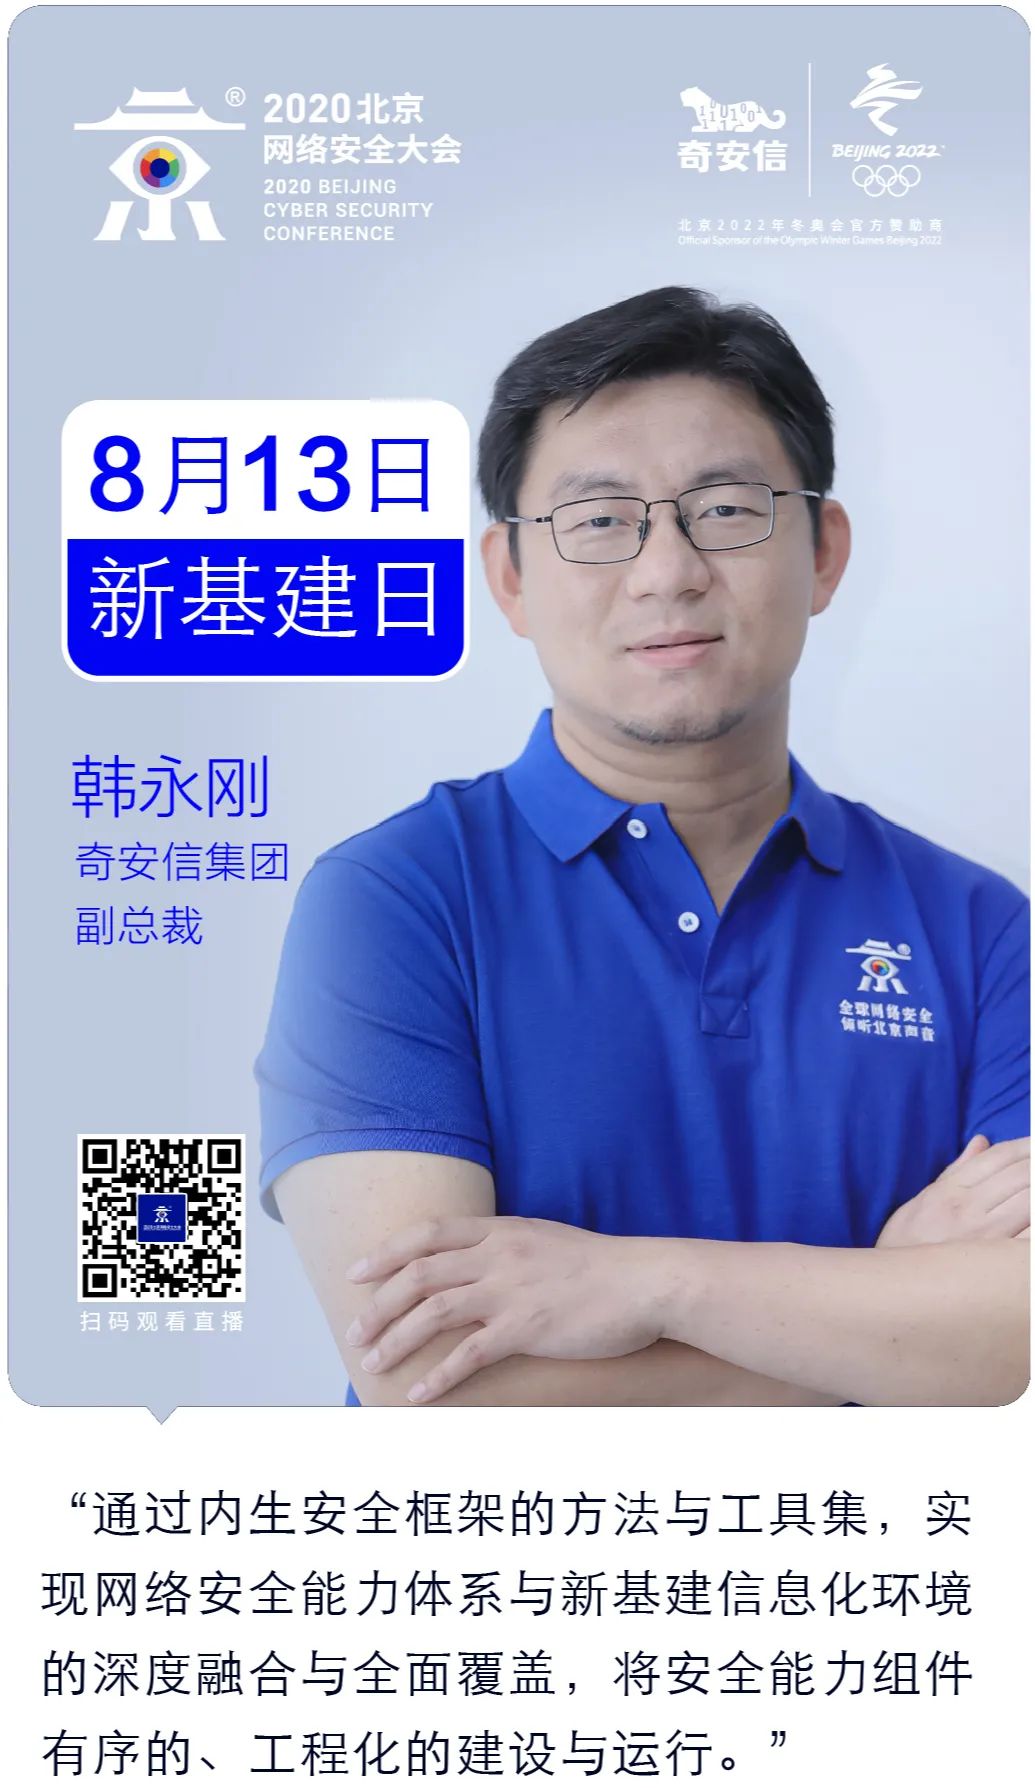 ®
2020北京
网络安全大会
2020 BEIJING
CYBER SECURITY
CONFERENCE
奇安信
BEIJING 2022
北京2022年冬奥会官方赞助商
Official Sponsor of the Olympic Winter Games Beijing 2022
8月13日
新基建日
韩永刚
奇安信集团
副总裁
全球网络安全
倾听北京声音
扫码观看直播
“通过内生安全框架的方法与工具集，实
现网络安全能力体系与新基建信息化环境
的深度融合与全面覆盖，将安全能力组件
有序的、工程化的建设与运行。”